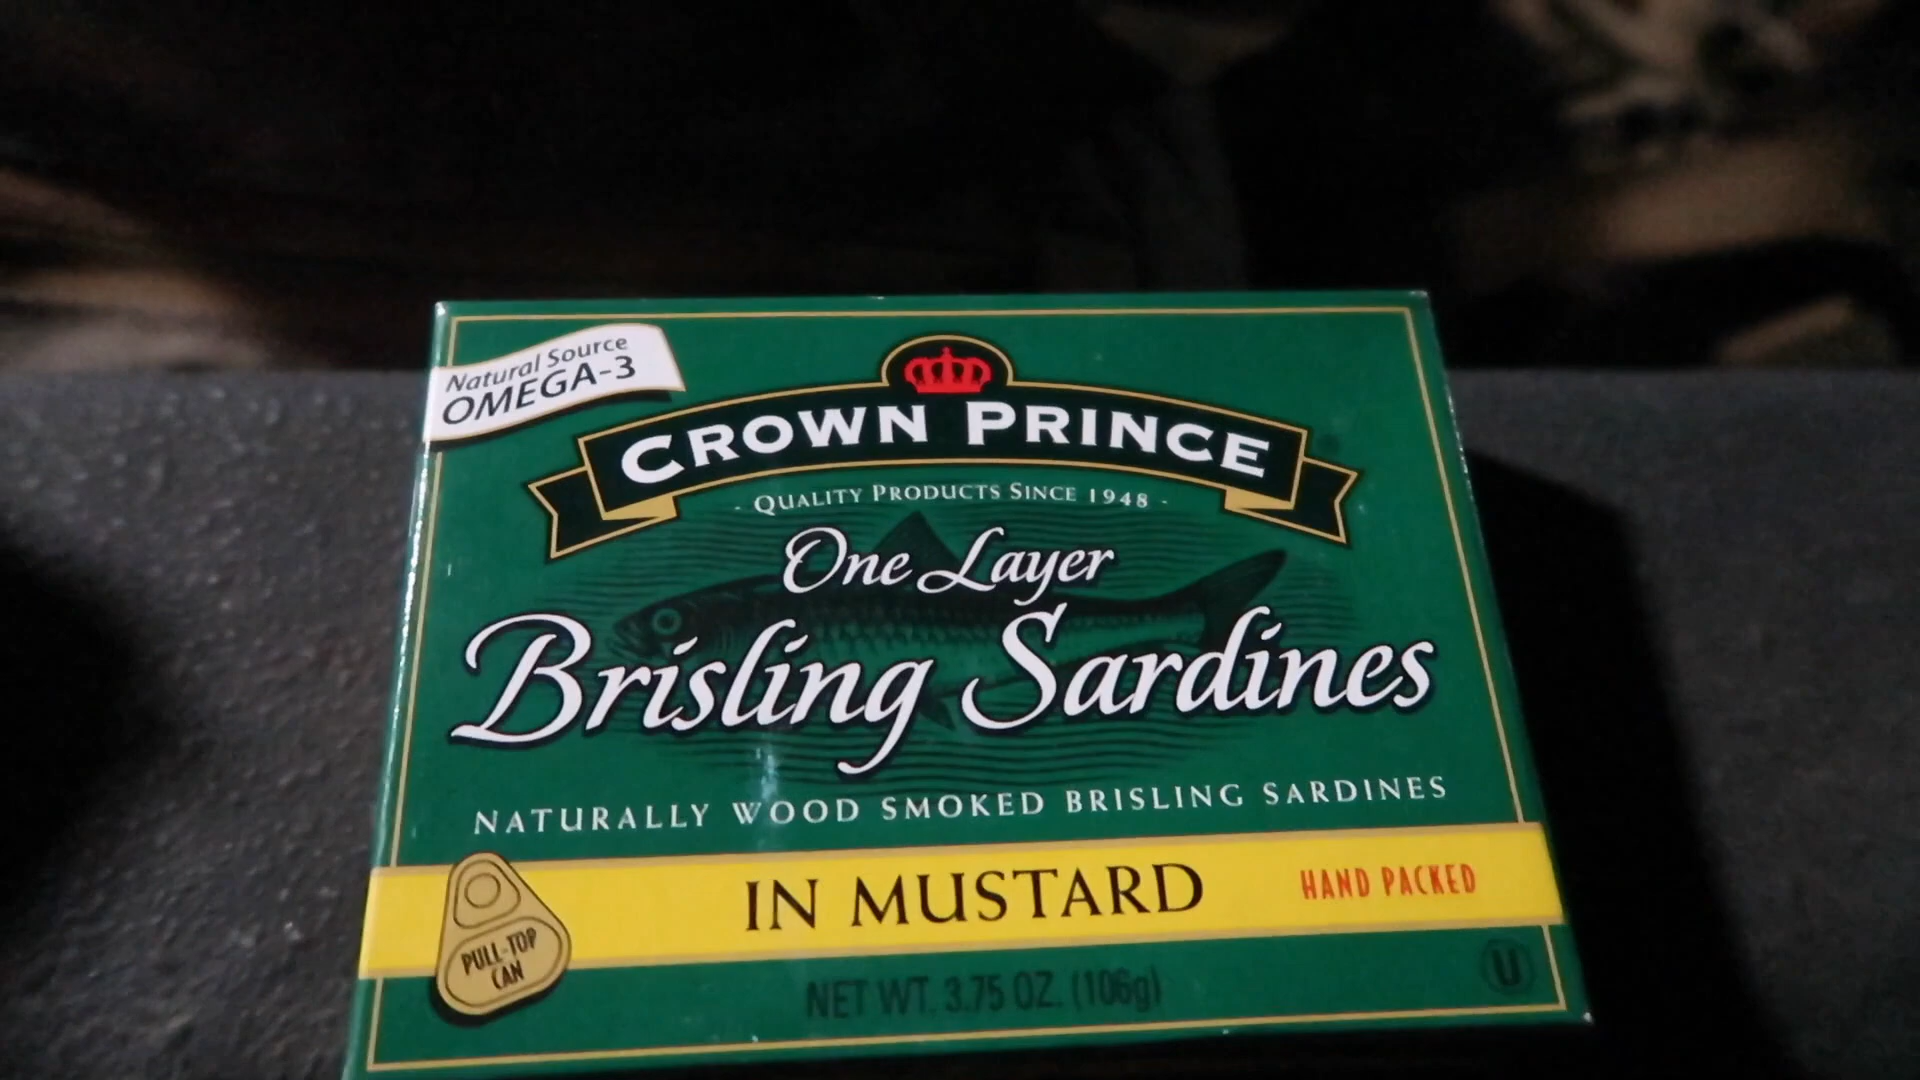 Natural Source
OMEGA-3
CROWN PRINCE
- QUALITY PRODUCTS SINCE 1948 -
One Layer
Brisling Sardines
NATURALLY WOOD SMOKED BRISLING SARDINES
IN MUSTARD
HAND PACKED
PULL-TOP
CAN
NET WT. 3.75 OZ. (106g)
U